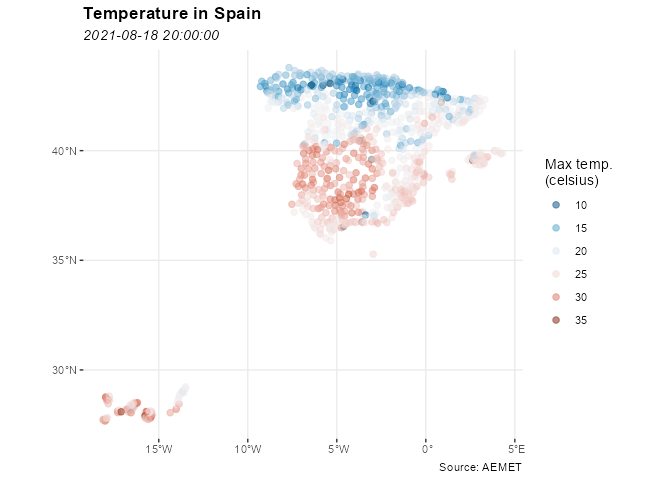 Temperature in Spain
2021-08-18 20:00:00
40°N
35°N
30°N
15°W
10°W
5°W
0°
5°E
Max temp.
(celsius)
10
15
20
25
30
35
Source: AEMET